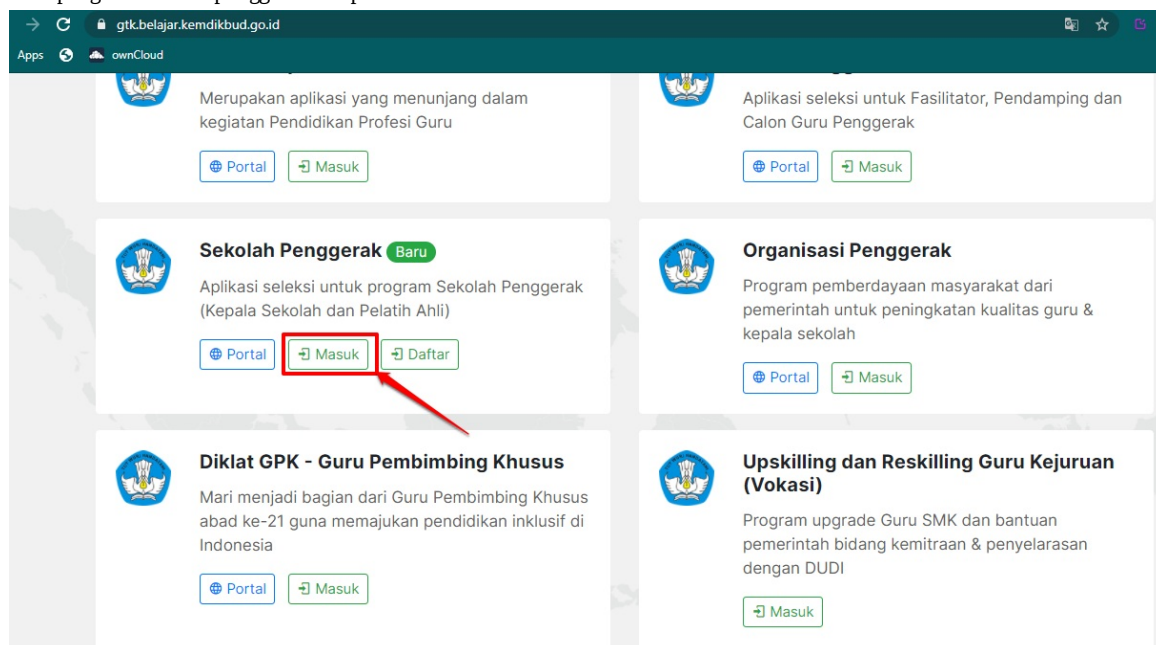 gtk.belajar.kemdikbud.go.id
Apps
ownCloud
Merupakan aplikasi yang menunjang dalam
kegiatan Pendidikan Profesi Guru
Portal
Masuk
Aplikasi seleksi untuk Fasilitator, Pendamping dan
Calon Guru Penggerak
Portal
Masuk
Sekolah Penggerak Baru
Aplikasi seleksi untuk program Sekolah Penggerak
(Kepala Sekolah dan Pelatih Ahli)
Portal
Masuk
Daftar
Organisasi Penggerak
Program pemberdayaan masyarakat dari
pemerintah untuk peningkatan kualitas guru &
kepala sekolah
Portal
Masuk
Diklat GPK - Guru Pembimbing Khusus
Mari menjadi bagian dari Guru Pembimbing Khusus
abad ke-21 guna memajukan pendidikan inklusif di
Indonesia
Portal
Masuk
Upskilling dan Reskilling Guru Kejuruan
(Vokasi)
Program upgrade Guru SMK dan bantuan
pemerintah bidang kemitraan & penyelarasan
dengan DUDI
Masuk